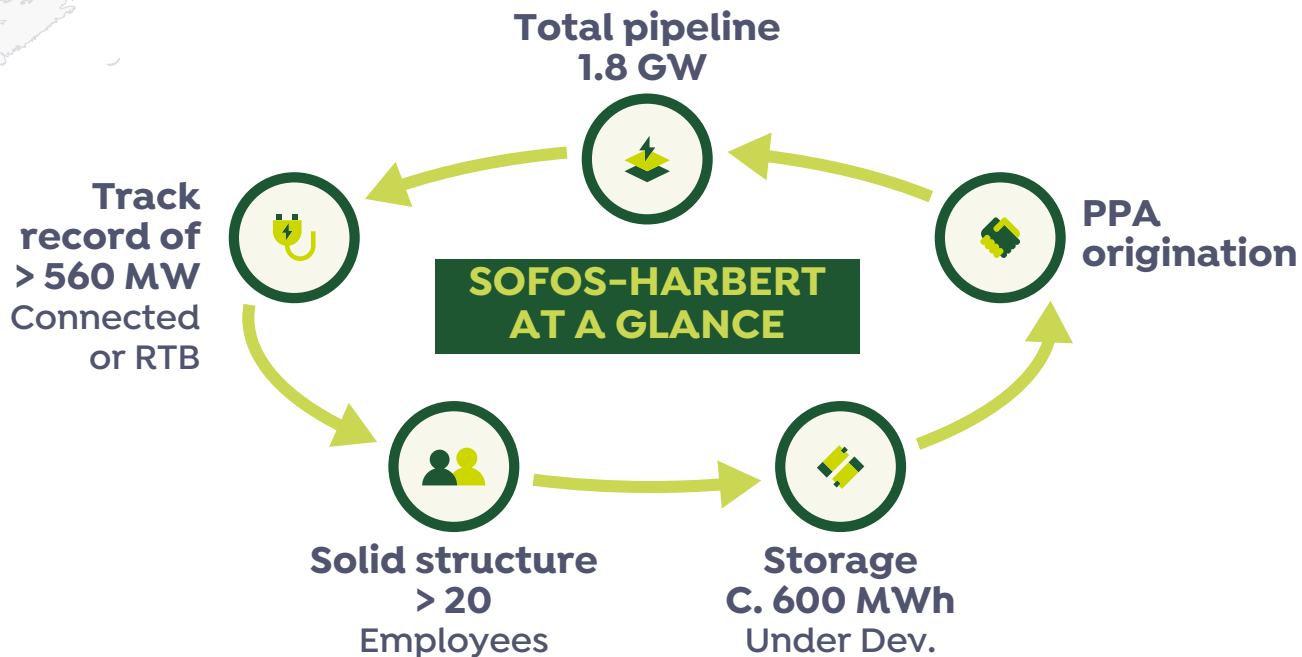 Total pipeline
1.8 GW
Track
record of
> 560 MW
Connected
or RTB
PPA
origination
SOFOS-HARBERT
AT A GLANCE
Solid structure
> 20
Employees
Storage
C. 600 MWh
Under Dev.